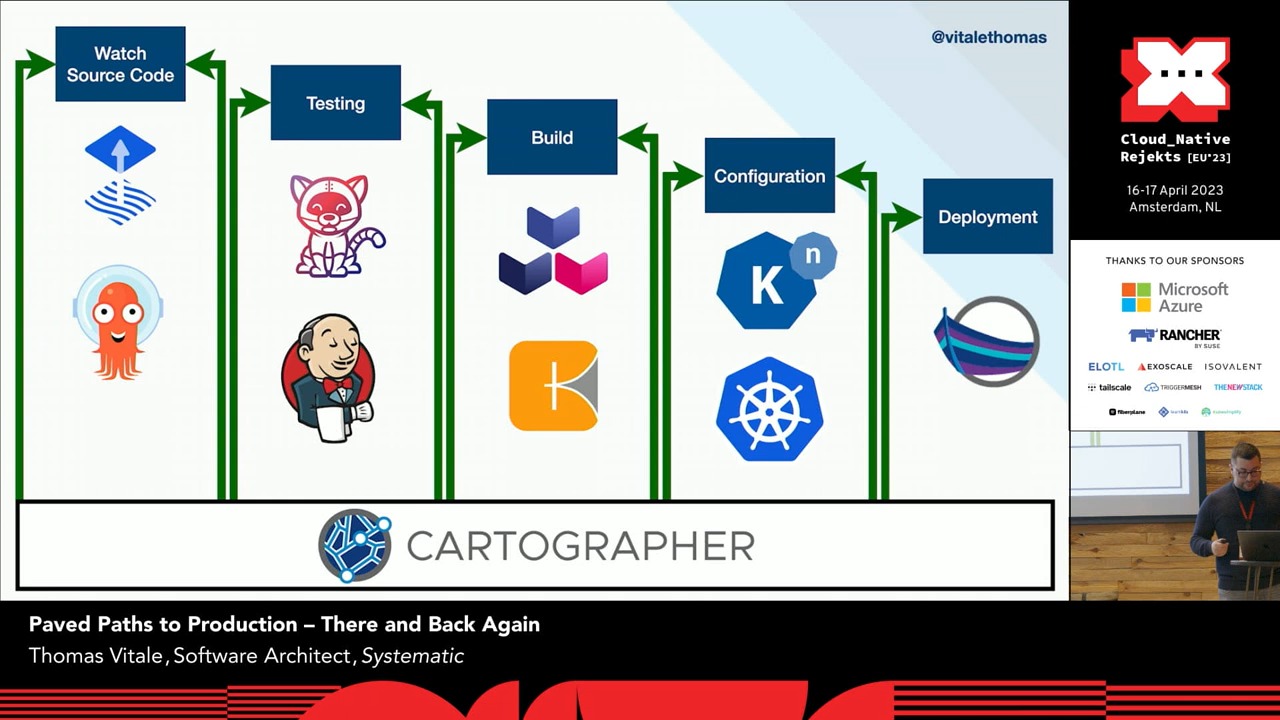 @vitalethomas
Watch
Source Code
Testing
Build
Configuration
Deployment
n
K
CARTOGRAPHER
Cloud_Native
Rejekts [EU*23]
16-17 April 2023
Amsterdam, NL
THANKS TO OUR SPONSORS
Microsoft
Azure
RANCHER
BY SUSE
ELOTL
EXOSCALE
ISOVALENT
tailscale
TRIGGERMESH
THENEWSTACK
fiberplane
Paved Paths to Production – There and Back Again
Thomas Vitale, Software Architect, Systematic